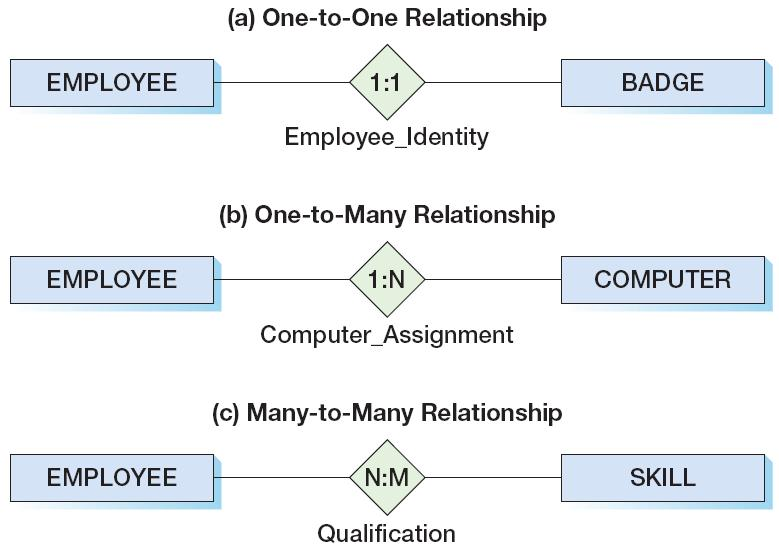 (a) One-to-One Relationship
EMPLOYEE 1:1 BADGE
Employee_Identity
(b) One-to-Many Relationship
EMPLOYEE 1:N COMPUTER
Computer_Assignment
(c) Many-to-Many Relationship
EMPLOYEE N:M SKILL
Qualification